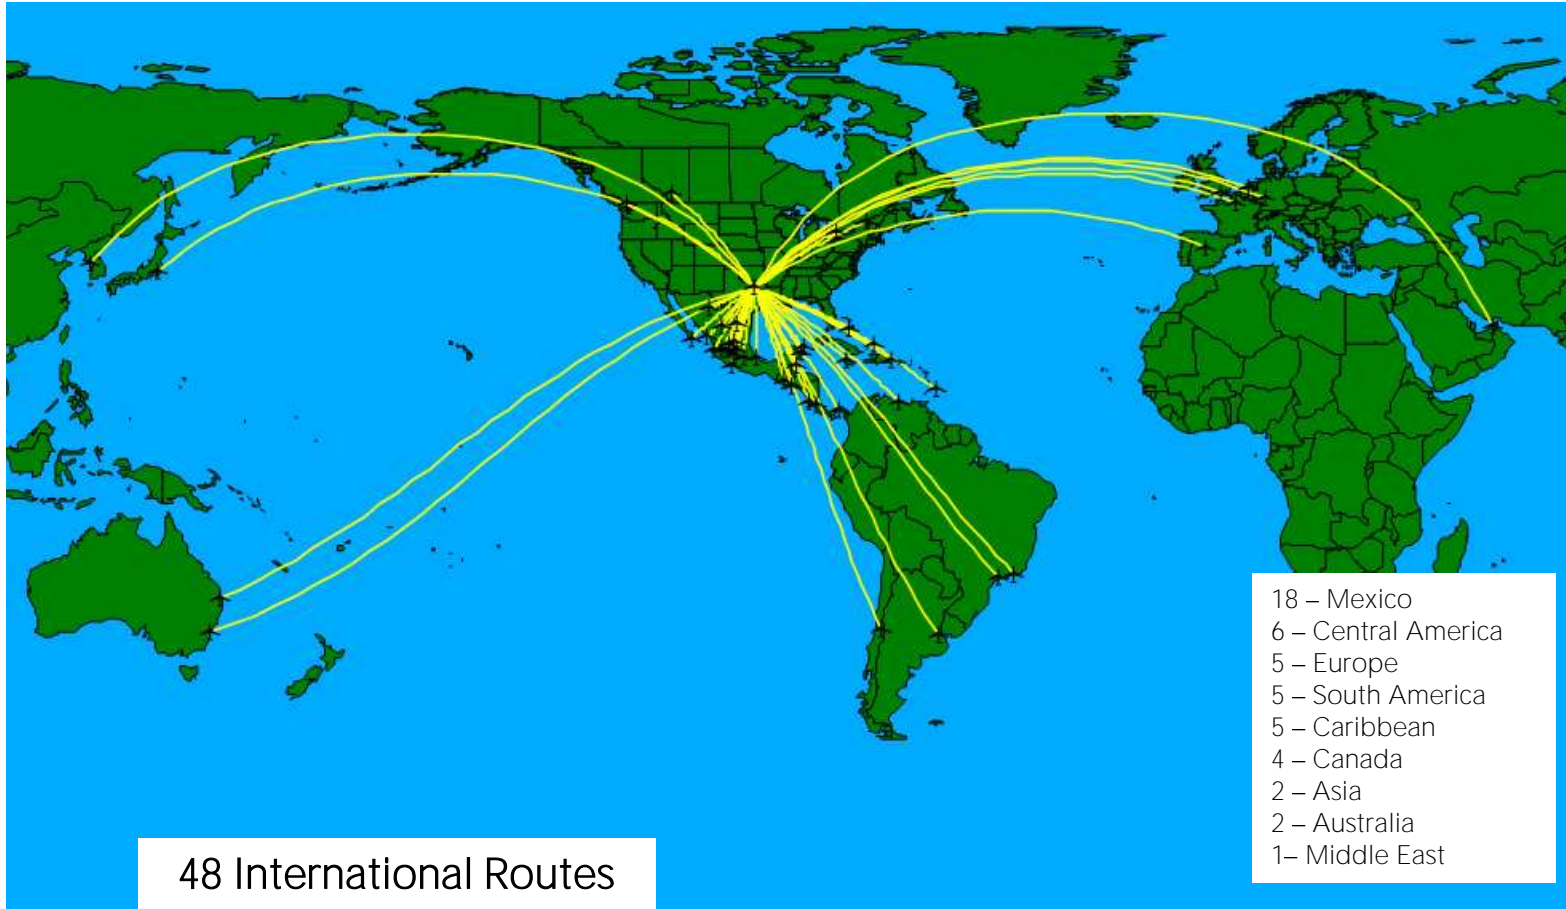 18 – Mexico
6 – Central America
5 – Europe
5 – South America
5 – Caribbean
4 – Canada
2 – Asia
2 – Australia
1– Middle East
48 International Routes